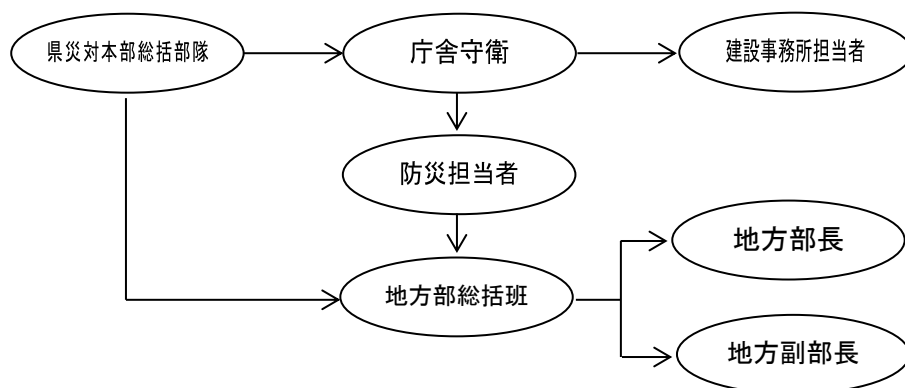 県災対本部総括部隊
庁舎守衛
建設事務所担当者
防災担当者
地方部長
地方部総括班
地方副部長